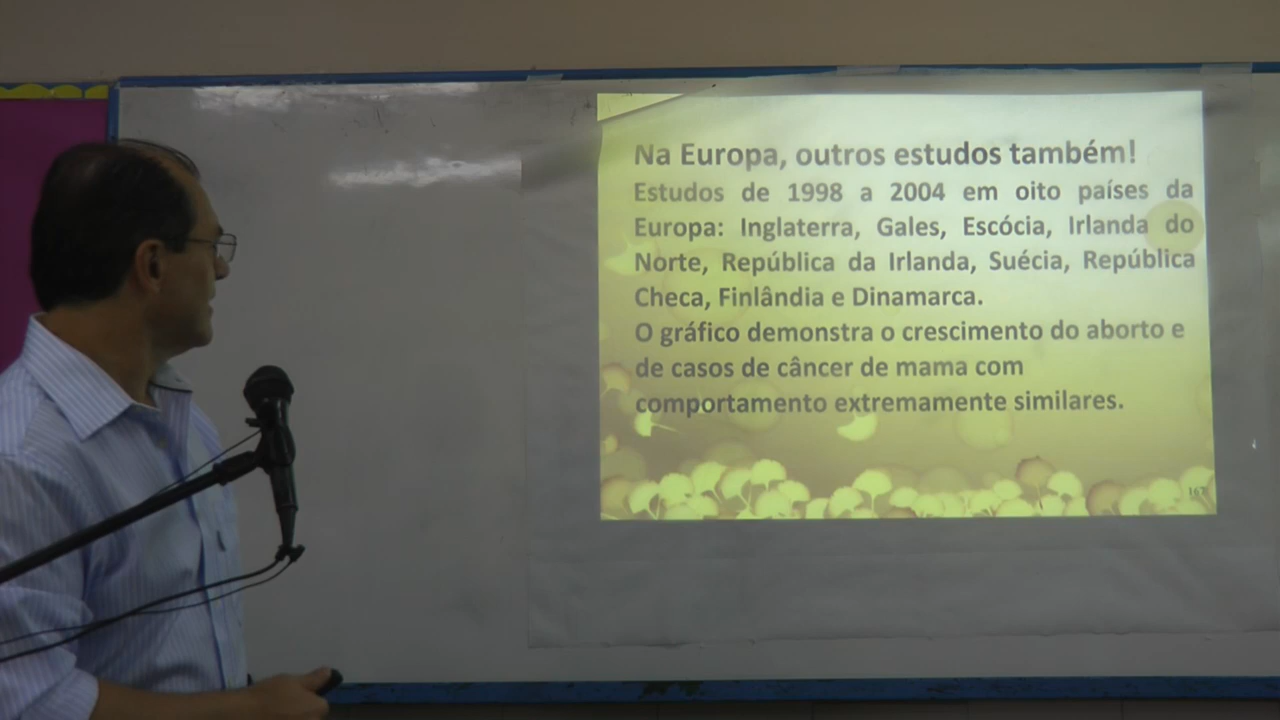 Na Europa, outros estudos também!
Estudos de 1998 a 2004 em oito países da
Europa: Inglaterra, Gales, Escócia, Irlanda do
Norte, República da Irlanda, Suécia, República
Checa, Finlândia e Dinamarca.
O gráfico demonstra o crescimento do aborto e
de casos de câncer de mama com
comportamento extremamente similares.